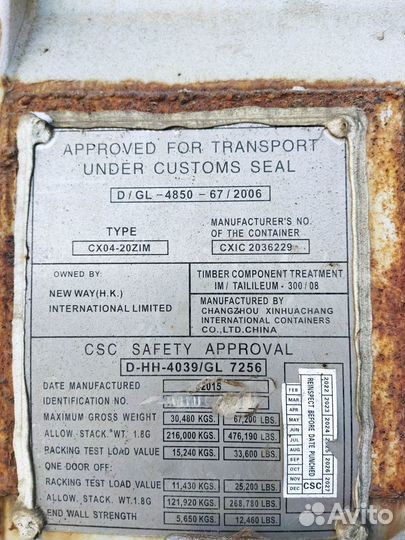 APPROVED FOR TRANSPORT
UNDER CUSTOMS SEAL
D/GL-4850-67/2006
TYPE
CX04-20ZIM
MANUFACTURER'S NO.
OF THE CONTAINER
CXIC 2036229
OWNED BY:
NEW WAY(H.K.)
INTERNATIONAL LIMITED
TIMBER COMPONENT TREATMENT
IM/TAILILEUM-300/08
MANUFACTURED BY
CHANGZHOU XINHUACHANG
INTERNATIONAL CONTAINERS
CO.,LTD.CHINA
CSC SAFETY APPROVAL
D-HH-4039/GL 7256
DATE MANUFACTURED 2015
IDENTIFICATION NO.
MAXIMUM GROSS WEIGHT 30,480 KGS. 67,200 LBS.
ALLOW. STACK.*WT. 1.8G 216,000 KGS. 476,190 LBS.
RACKING TEST LOAD VALUE 15,240 KGS. 33,600 LBS.
ONE DOOR OFF:
RACKING TEST LOAD VALUE 11,430 KGS. 25,200 LBS.
ALLOW. STACK.WT.1.8G 121,920 KGS. 268,780 LBS.
END WALL STRENGTH 5,650 KGS. 12,460 LBS.
FEB
MAR
APR
MAY
JUN
JUL
AUG
SEP
OCT
NOV
DEC
REINSPECT BEFORE DATE PUNCHED
CSC
2022 2023 2024 2025 2026 2027
Avito